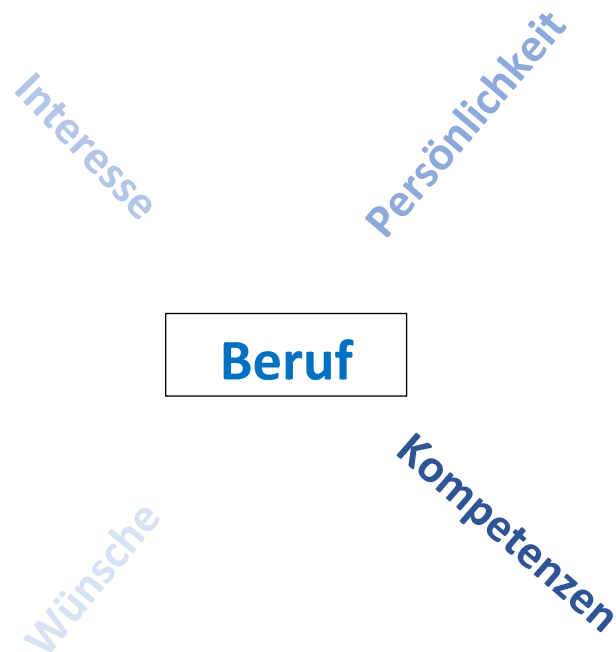 Interesse
Persönlichkeit
Beruf
Kompetenzen
Wünsche